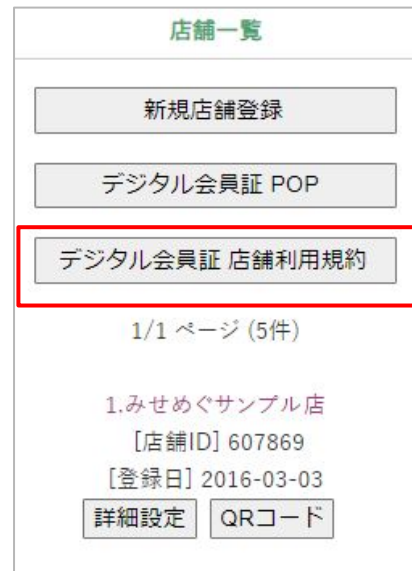 店舗一覧
新規店舗登録
デジタル会員証 POP
デジタル会員証 店舗利用規約
1/1 ページ (5件)
1.みせめぐサンプル店
[店舗ID] 607869
[登録日] 2016-03-03
詳細設定 QRコード